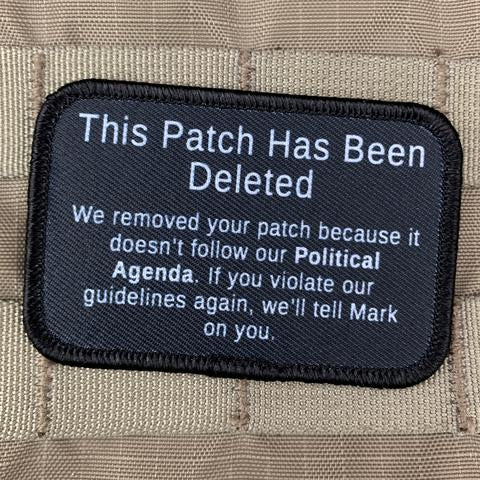 This Patch Has Been
Deleted
We removed your patch because it
doesn't follow our Political
Agenda. If you violate our
guidelines again, we'll tell Mark
on you.